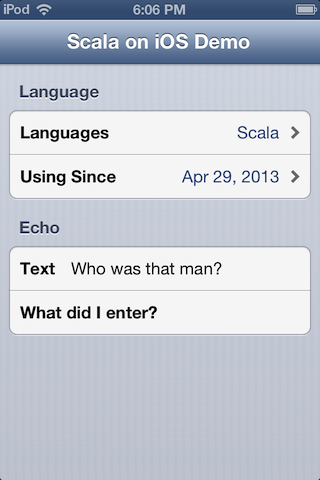 iPod 6:06 PM
Scala on iOS Demo
Language
Languages Scala
Using Since Apr 29, 2013
Echo
Text Who was that man?
What did I enter?